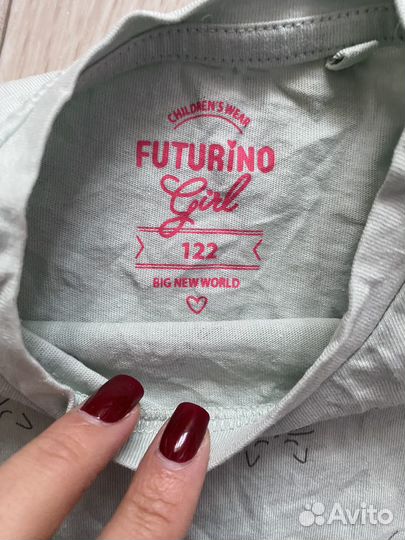 CHILDREN'S WEAR
FUTURiNO
Girl
122
BIG NEW WORLD
Avito